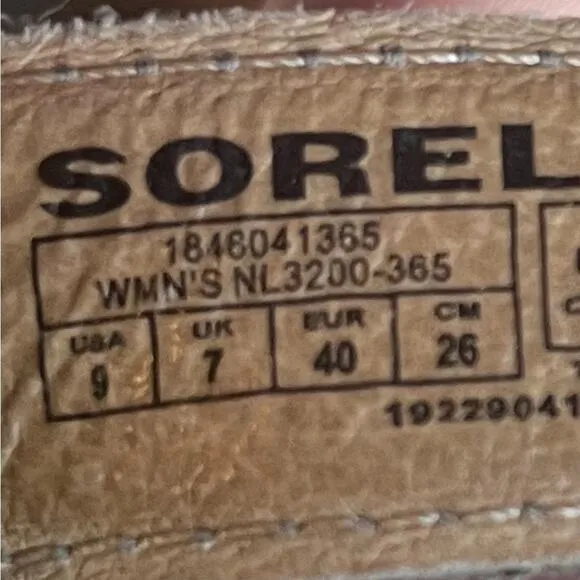 SOREL
1846041365
WMN'S NL3200-365
USA UK EUR CM
9 7 40 26
19229041